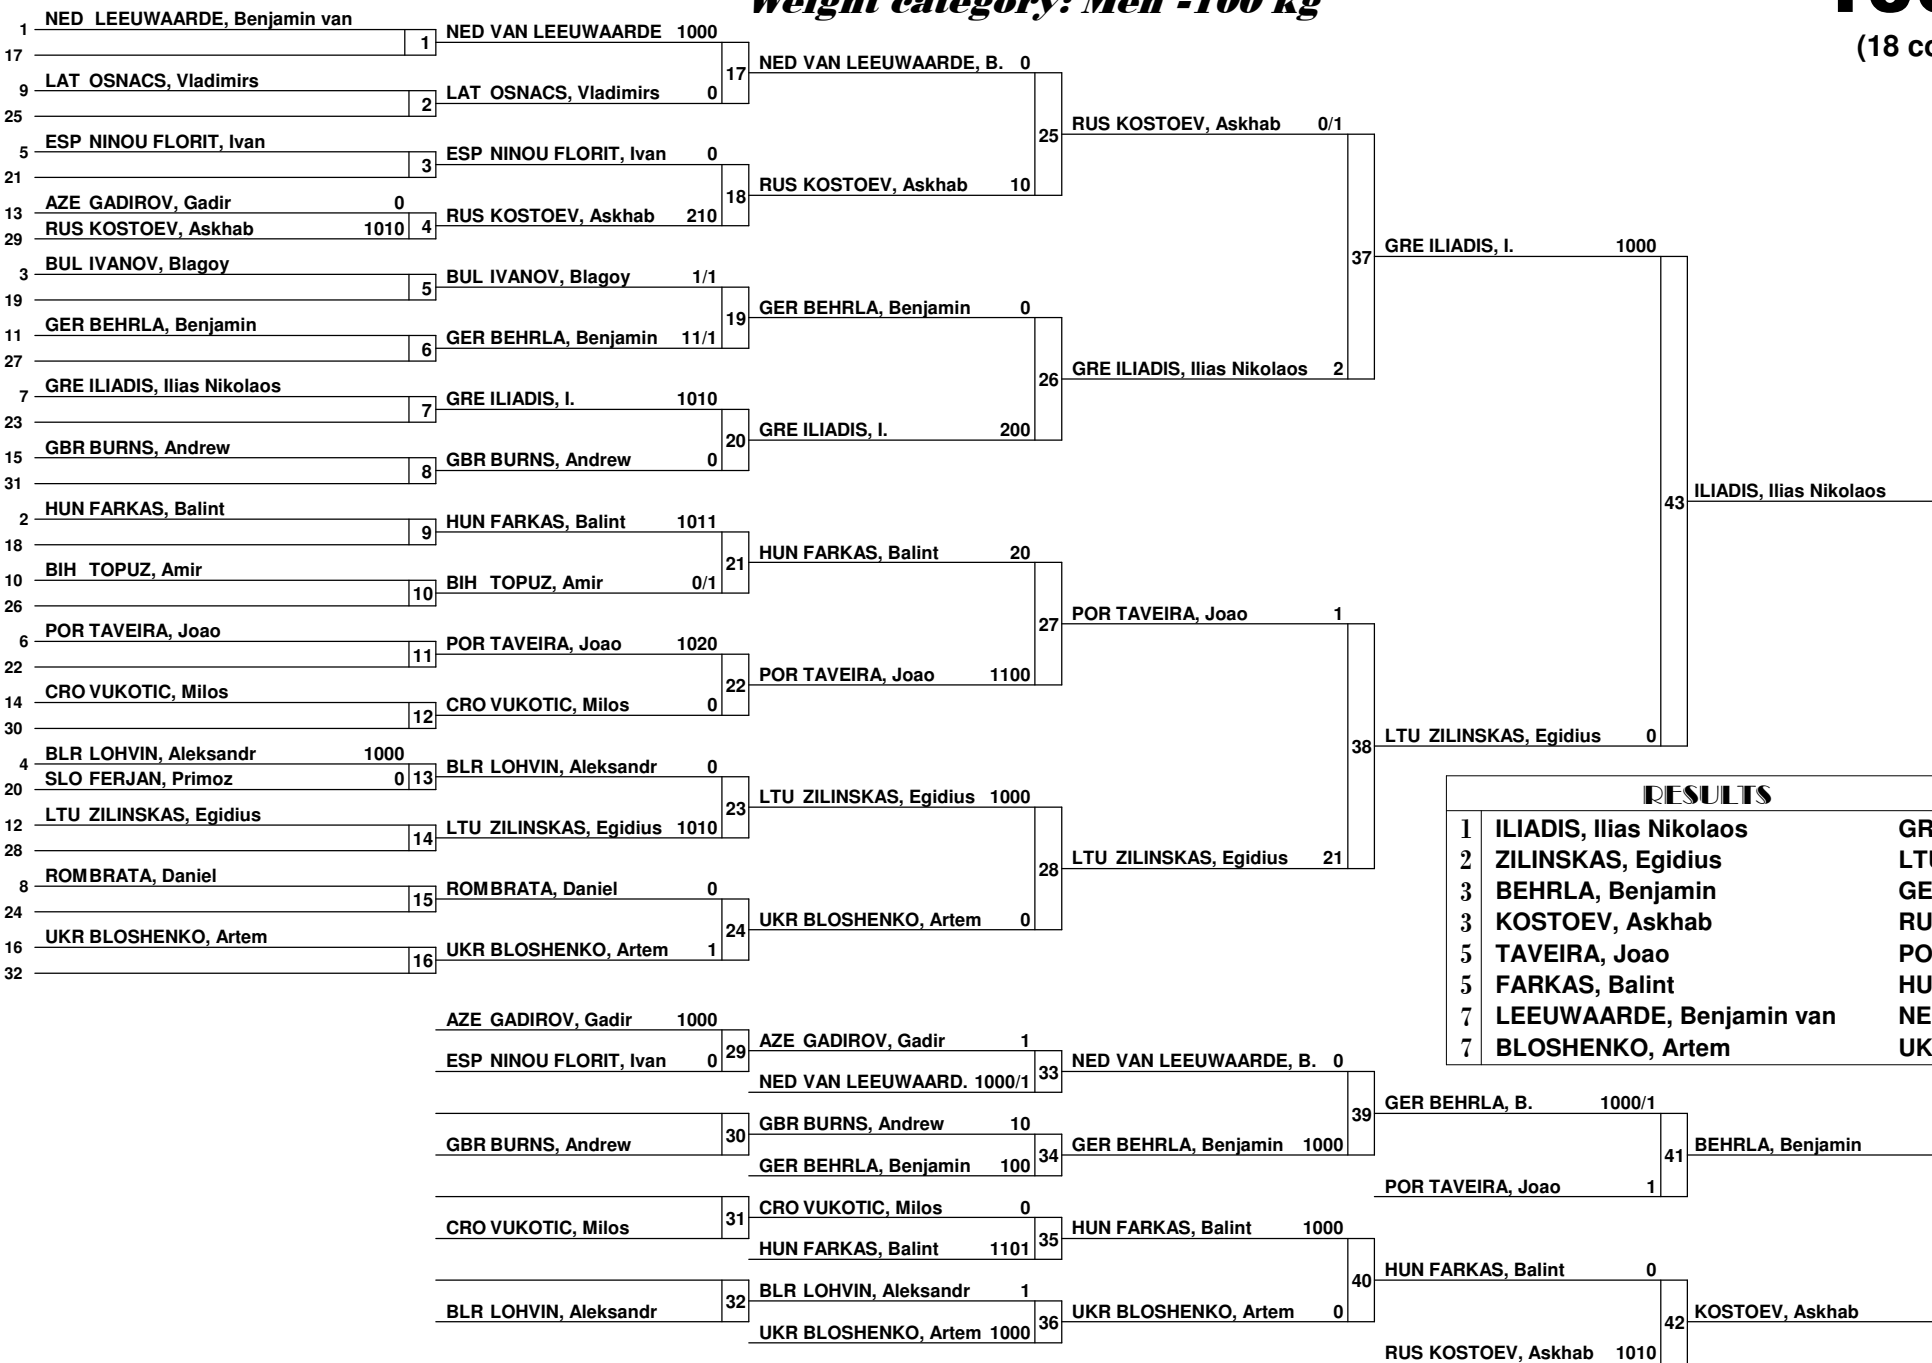 Weight category: Men -100 kg
(18 co
1 NED LEEUWAARDE, Benjamin van
17
1
9 LAT OSNACS, Vladimirs
25
2
5 ESP NINOU FLORIT, Ivan
21
3
13 AZE GADIROV, Gadir 0
29 RUS KOSTOEV, Askhab 1010
4
3 BUL IVANOV, Blagoy
19
5
11 GER BEHRLA, Benjamin
27
6
7 GRE ILIADIS, Ilias Nikolaos
23
7
15 GBR BURNS, Andrew
31
8
2 HUN FARKAS, Balint
18
9
10 BIH TOPUZ, Amir
26
10
6 POR TAVEIRA, Joao
22
11
14 CRO VUKOTIC, Milos
30
12
4 BLR LOHVIN, Aleksandr 1000
20 SLO FERJAN, Primoz 0
13
12 LTU ZILINSKAS, Egidius
28
14
8 ROM BRATA, Daniel
24
15
16 UKR BLOSHENKO, Artem
32
16
NED VAN LEEUWAARDE 1000
LAT OSNACS, Vladimirs 0
17
ESP NINOU FLORIT, Ivan 0
RUS KOSTOEV, Askhab 210
18
BUL IVANOV, Blagoy 1/1
GER BEHRLA, Benjamin 11/1
19
GRE ILIADIS, I. 1010
GBR BURNS, Andrew 0
20
HUN FARKAS, Balint 1011
BIH TOPUZ, Amir 0/1
21
POR TAVEIRA, Joao 1020
CRO VUKOTIC, Milos 0
22
BLR LOHVIN, Aleksandr 0
LTU ZILINSKAS, Egidius 1010
23
ROM BRATA, Daniel 0
UKR BLOSHENKO, Artem 1
24
NED VAN LEEUWAARDE, B. 0
RUS KOSTOEV, Askhab 10
25
GER BEHRLA, Benjamin 0
GRE ILIADIS, I. 200
26
HUN FARKAS, Balint 20
POR TAVEIRA, Joao 1100
27
LTU ZILINSKAS, Egidius 1000
UKR BLOSHENKO, Artem 0
28
RUS KOSTOEV, Askhab 0/1
GRE ILIADIS, Ilias Nikolaos 2
37
POR TAVEIRA, Joao 1
LTU ZILINSKAS, Egidius 21
38
GRE ILIADIS, I. 1000
LTU ZILINSKAS, Egidius 0
43
ILIADIS, Ilias Nikolaos
RESULTS
1 ILIADIS, Ilias Nikolaos GR
2 ZILINSKAS, Egidius LTU
3 BEHRLA, Benjamin GE
3 KOSTOEV, Askhab RU
5 TAVEIRA, Joao PO
5 FARKAS, Balint HU
7 LEEUWAARDE, Benjamin van NE
7 BLOSHENKO, Artem UK
AZE GADIROV, Gadir 1000
ESP NINOU FLORIT, Ivan 0
29
GBR BURNS, Andrew
30
CRO VUKOTIC, Milos
31
BLR LOHVIN, Aleksandr
32
AZE GADIROV, Gadir 1
NED VAN LEEUWAARD. 1000/1
33
GBR BURNS, Andrew 10
GER BEHRLA, Benjamin 100
34
CRO VUKOTIC, Milos 0
HUN FARKAS, Balint 1101
35
BLR LOHVIN, Aleksandr 1
UKR BLOSHENKO, Artem 1000
36
NED VAN LEEUWAARDE, B. 0
GER BEHRLA, Benjamin 1000
39
HUN FARKAS, Balint 1000
UKR BLOSHENKO, Artem 0
40
GER BEHRLA, B. 1000/1
POR TAVEIRA, Joao 1
41
BEHRLA, Benjamin
HUN FARKAS, Balint 0
RUS KOSTOEV, Askhab 1010
42
KOSTOEV, Askhab